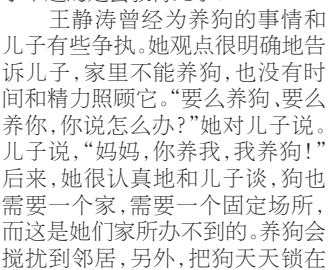 王静涛曾经为养狗的事情和
儿子有些争执。她观点很明确地告
诉儿子,家里不能养狗,也没有时
间和精力照顾它。“要么养狗、要么
养你,你说怎么办?”她对儿子说。
儿子说,“妈妈,你养我,我养狗!”
后来,她很认真地和儿子谈,狗也
需要一个家,需要一个固定场所,
而这是她们家所办不到的。养狗会
搅扰到邻居,另外,把狗天天锁在